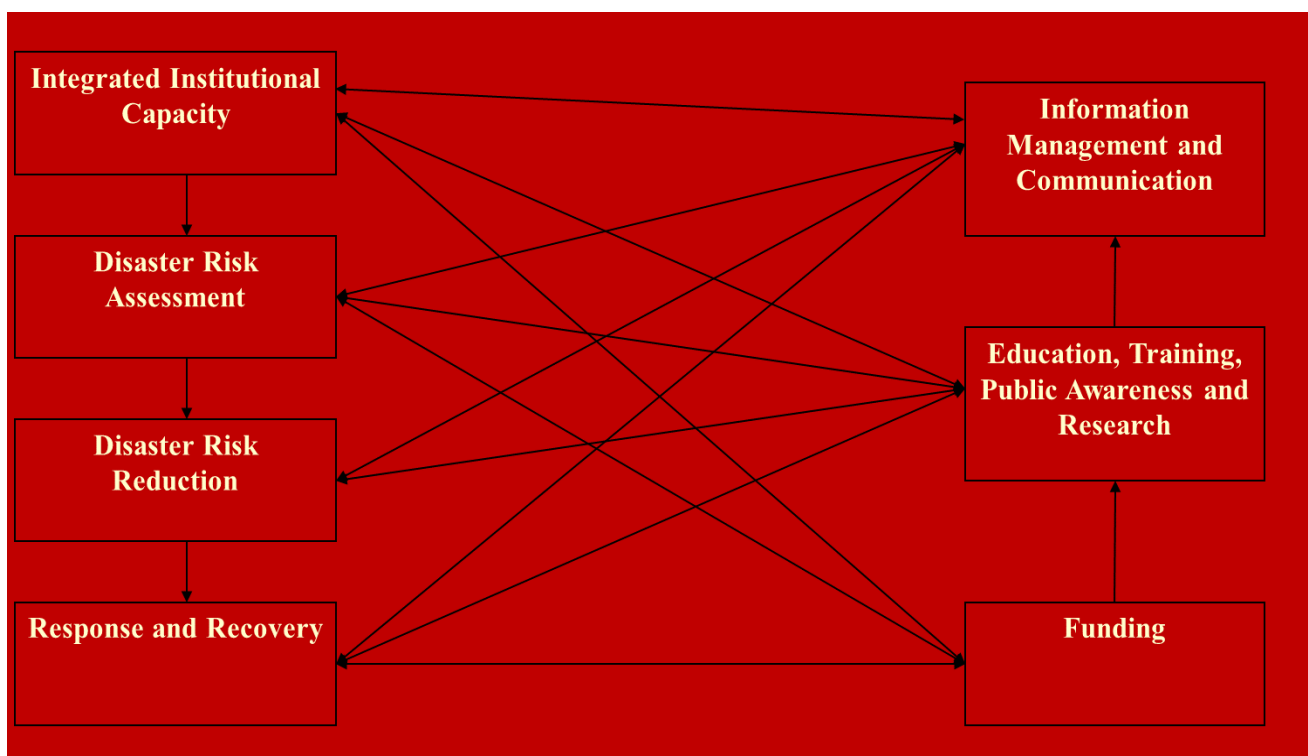 Integrated Institutional
Capacity
Disaster Risk
Assessment
Disaster Risk
Reduction
Response and Recovery
Information
Management and
Communication
Education, Training,
Public Awareness and
Research
Funding